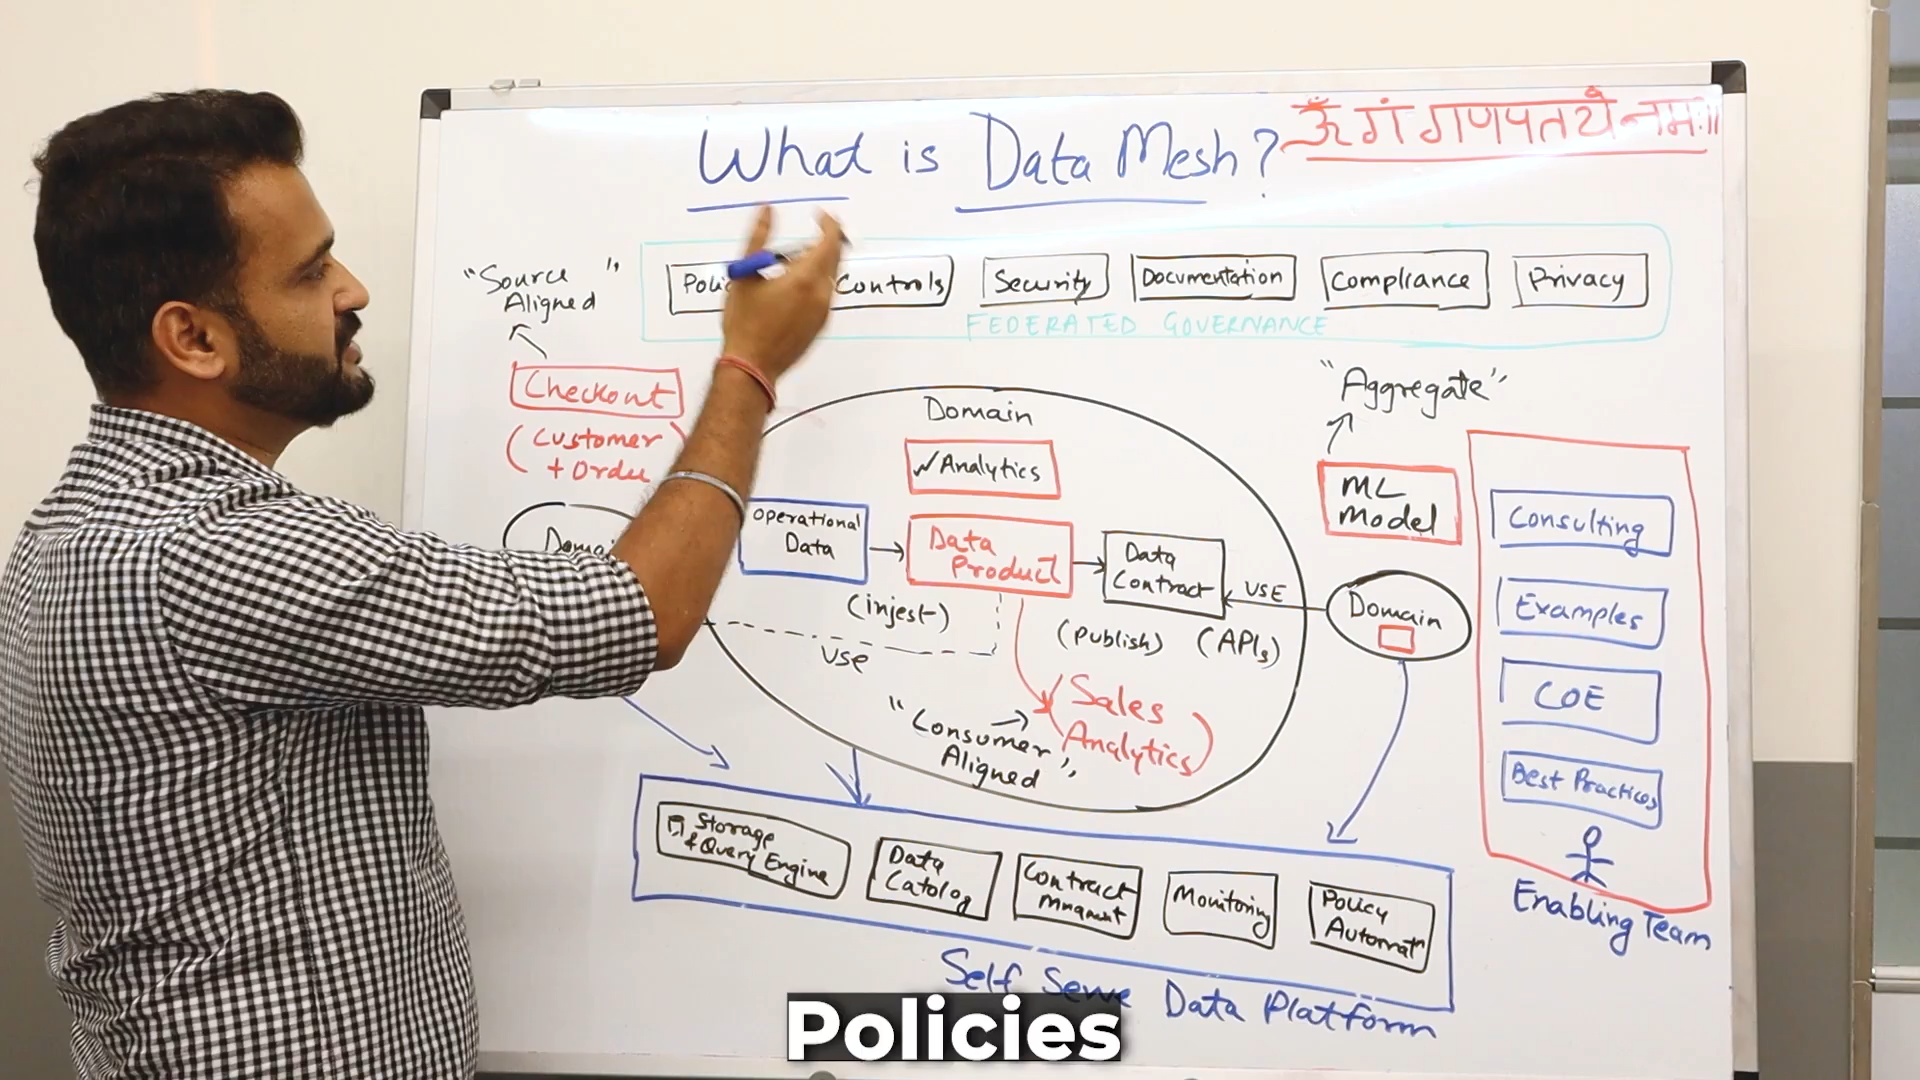 What is Data Mesh?
ॐ गं गणपतये नमः॥
"Source
Aligned"
Controls
Security
Documentation
Compliance
Privacy
FEDERATED GOVERNANCE
Checkout
(Customer
+ Order
"Aggregate"
Domain
Analytics
ML
Model
Operational
Data
Data
Product
Data
Contract
USE
Domain
(injest)
(Publish)
(APIs)
USE
Sales
Analytics)
"Consumer
Aligned"
Consulting
Examples
COE
Best Practices
Enabling Team
Storage
& Query Engine
Data
Catolog
Contract
Mngmnt
Monitoring
Policy
Automatn
Self Serve Data Platform
Policies